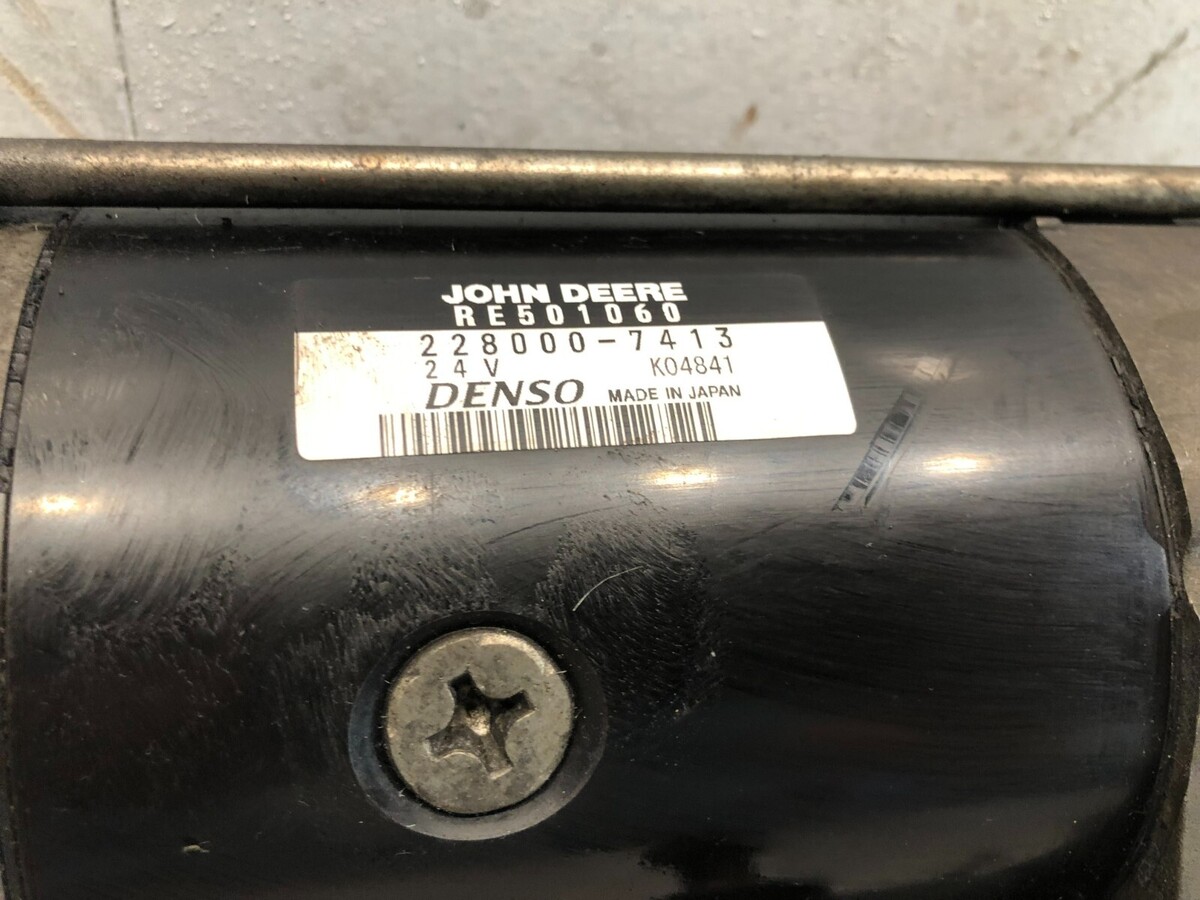 JOHN DEERE
RE501060
228000-7413
24V K04841
DENSO MADE IN JAPAN